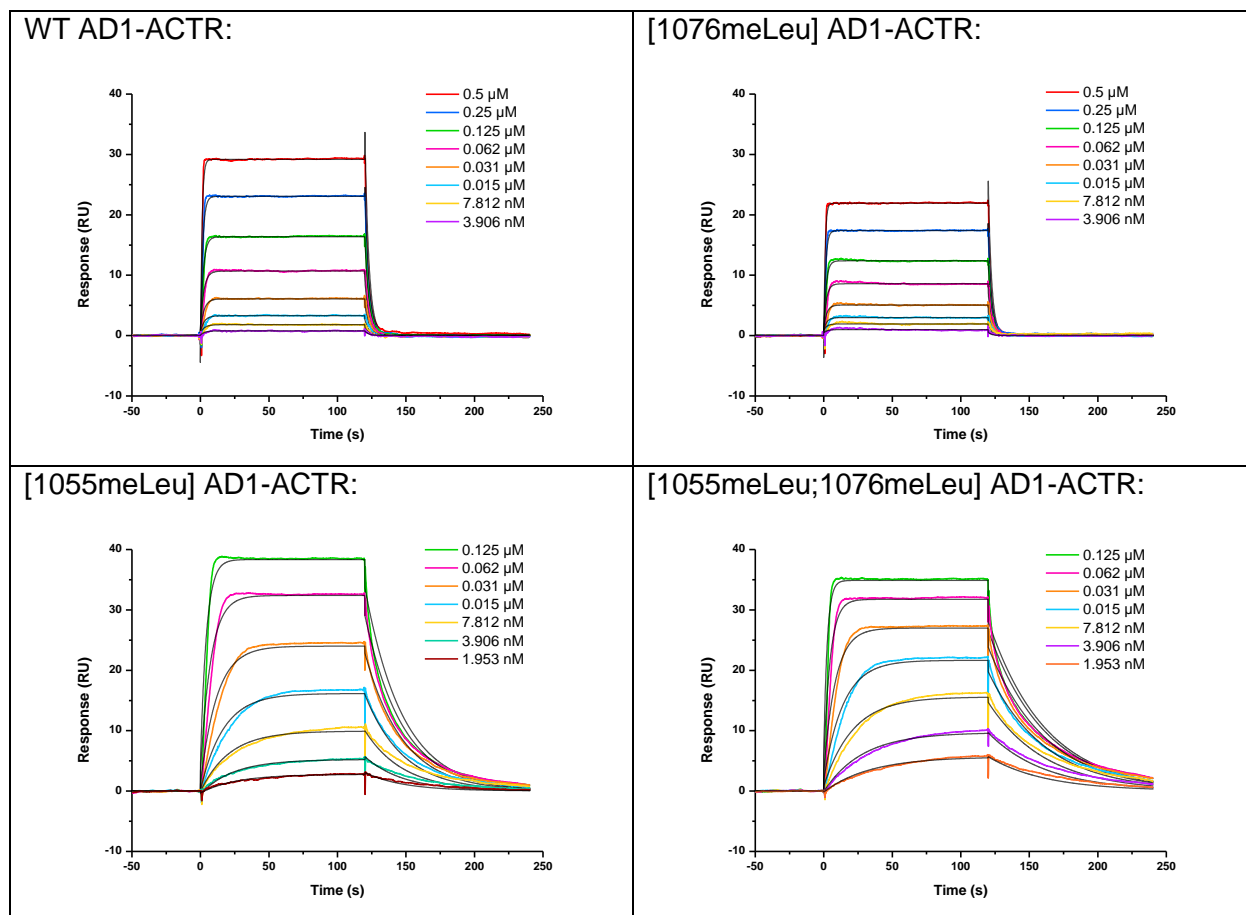 WT AD1-ACTR:
Response (RU)
40
30
20
10
0
-10
-50
0
50
100
150
200
250
Time (s)
0.5 µM
0.25 µM
0.125 µM
0.062 µM
0.031 µM
0.015 µM
7.812 nM
3.906 nM
[1076meLeu] AD1-ACTR:
Response (RU)
40
30
20
10
0
-10
-50
0
50
100
150
200
250
Time (s)
0.5 µM
0.25 µM
0.125 µM
0.062 µM
0.031 µM
0.015 µM
7.812 nM
3.906 nM
[1055meLeu] AD1-ACTR:
Response (RU)
40
30
20
10
0
-10
-50
0
50
100
150
200
250
Time (s)
0.125 µM
0.062 µM
0.031 µM
0.015 µM
7.812 nM
3.906 nM
1.953 nM
[1055meLeu;1076meLeu] AD1-ACTR:
Response (RU)
40
30
20
10
0
-10
-50
0
50
100
150
200
250
Time (s)
0.125 µM
0.062 µM
0.031 µM
0.015 µM
7.812 nM
3.906 nM
1.953 nM